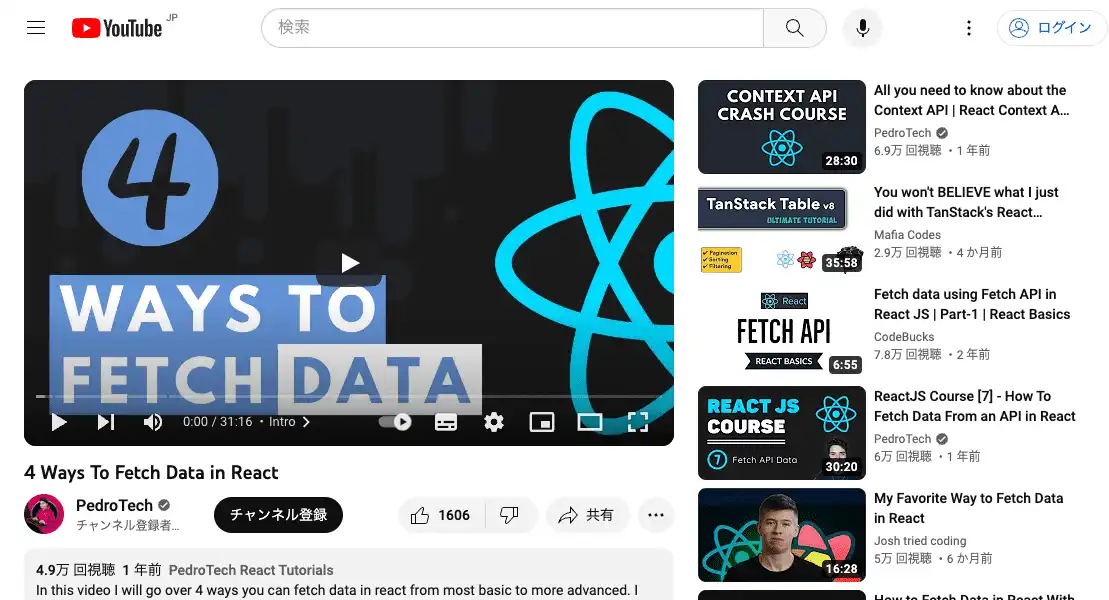 YouTube JP
検索
ログイン
4
WAYS TO
FETCH DATA
0:00 / 31:16 ・ Intro
4 Ways To Fetch Data in React
PedroTech
チャンネル登録者...
チャンネル登録
1606
共有
4.9万 回視聴 1 年前 PedroTech React Tutorials
In this video I will go over 4 ways you can fetch data in react from most basic to more advanced. I
CONTEXT API
CRASH COURSE
28:30
All you need to know about the
Context API | React Context A...
PedroTech
6.9万 回視聴 ・1 年前
TanStack Table v8
ULTIMATE TUTORIAL
Pagination
Sorting
Filtering
35:58
You won't BELIEVE what I just
did with TanStack's React...
Mafia Codes
2.9万 回視聴 ・4 か月前
React
FETCH API
REACT BASICS
6:55
Fetch data using Fetch API in
React JS | Part-1 | React Basics
CodeBucks
7.8万 回視聴 ・2 年前
REACT JS
COURSE
7 Fetch API Data
30:20
ReactJS Course [7] - How To
Fetch Data From an API in React
PedroTech
6万 回視聴 ・1 年前
16:28
My Favorite Way to Fetch Data
in React
Josh tried coding
5万 回視聴 ・6 か月前
How to Fetch Data in React With